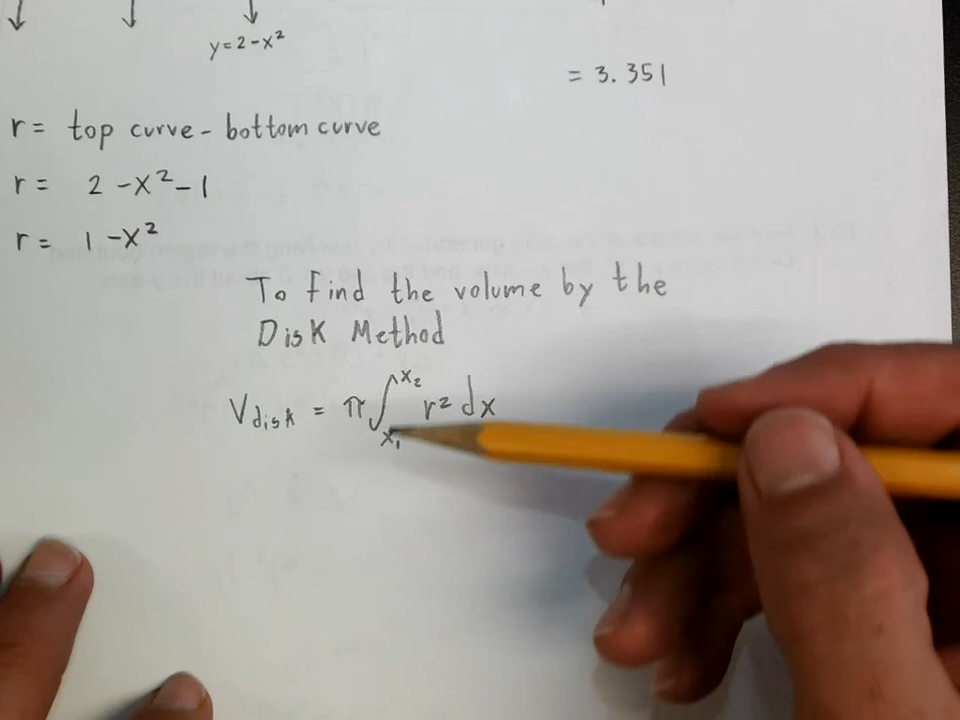 y = 2 - x²
= 3.351
r = top curve - bottom curve
r = 2 - x² - 1
r = 1 - x²
To find the volume by the
Disk Method
V disk = π ∫ x₁ x₂ r² dx